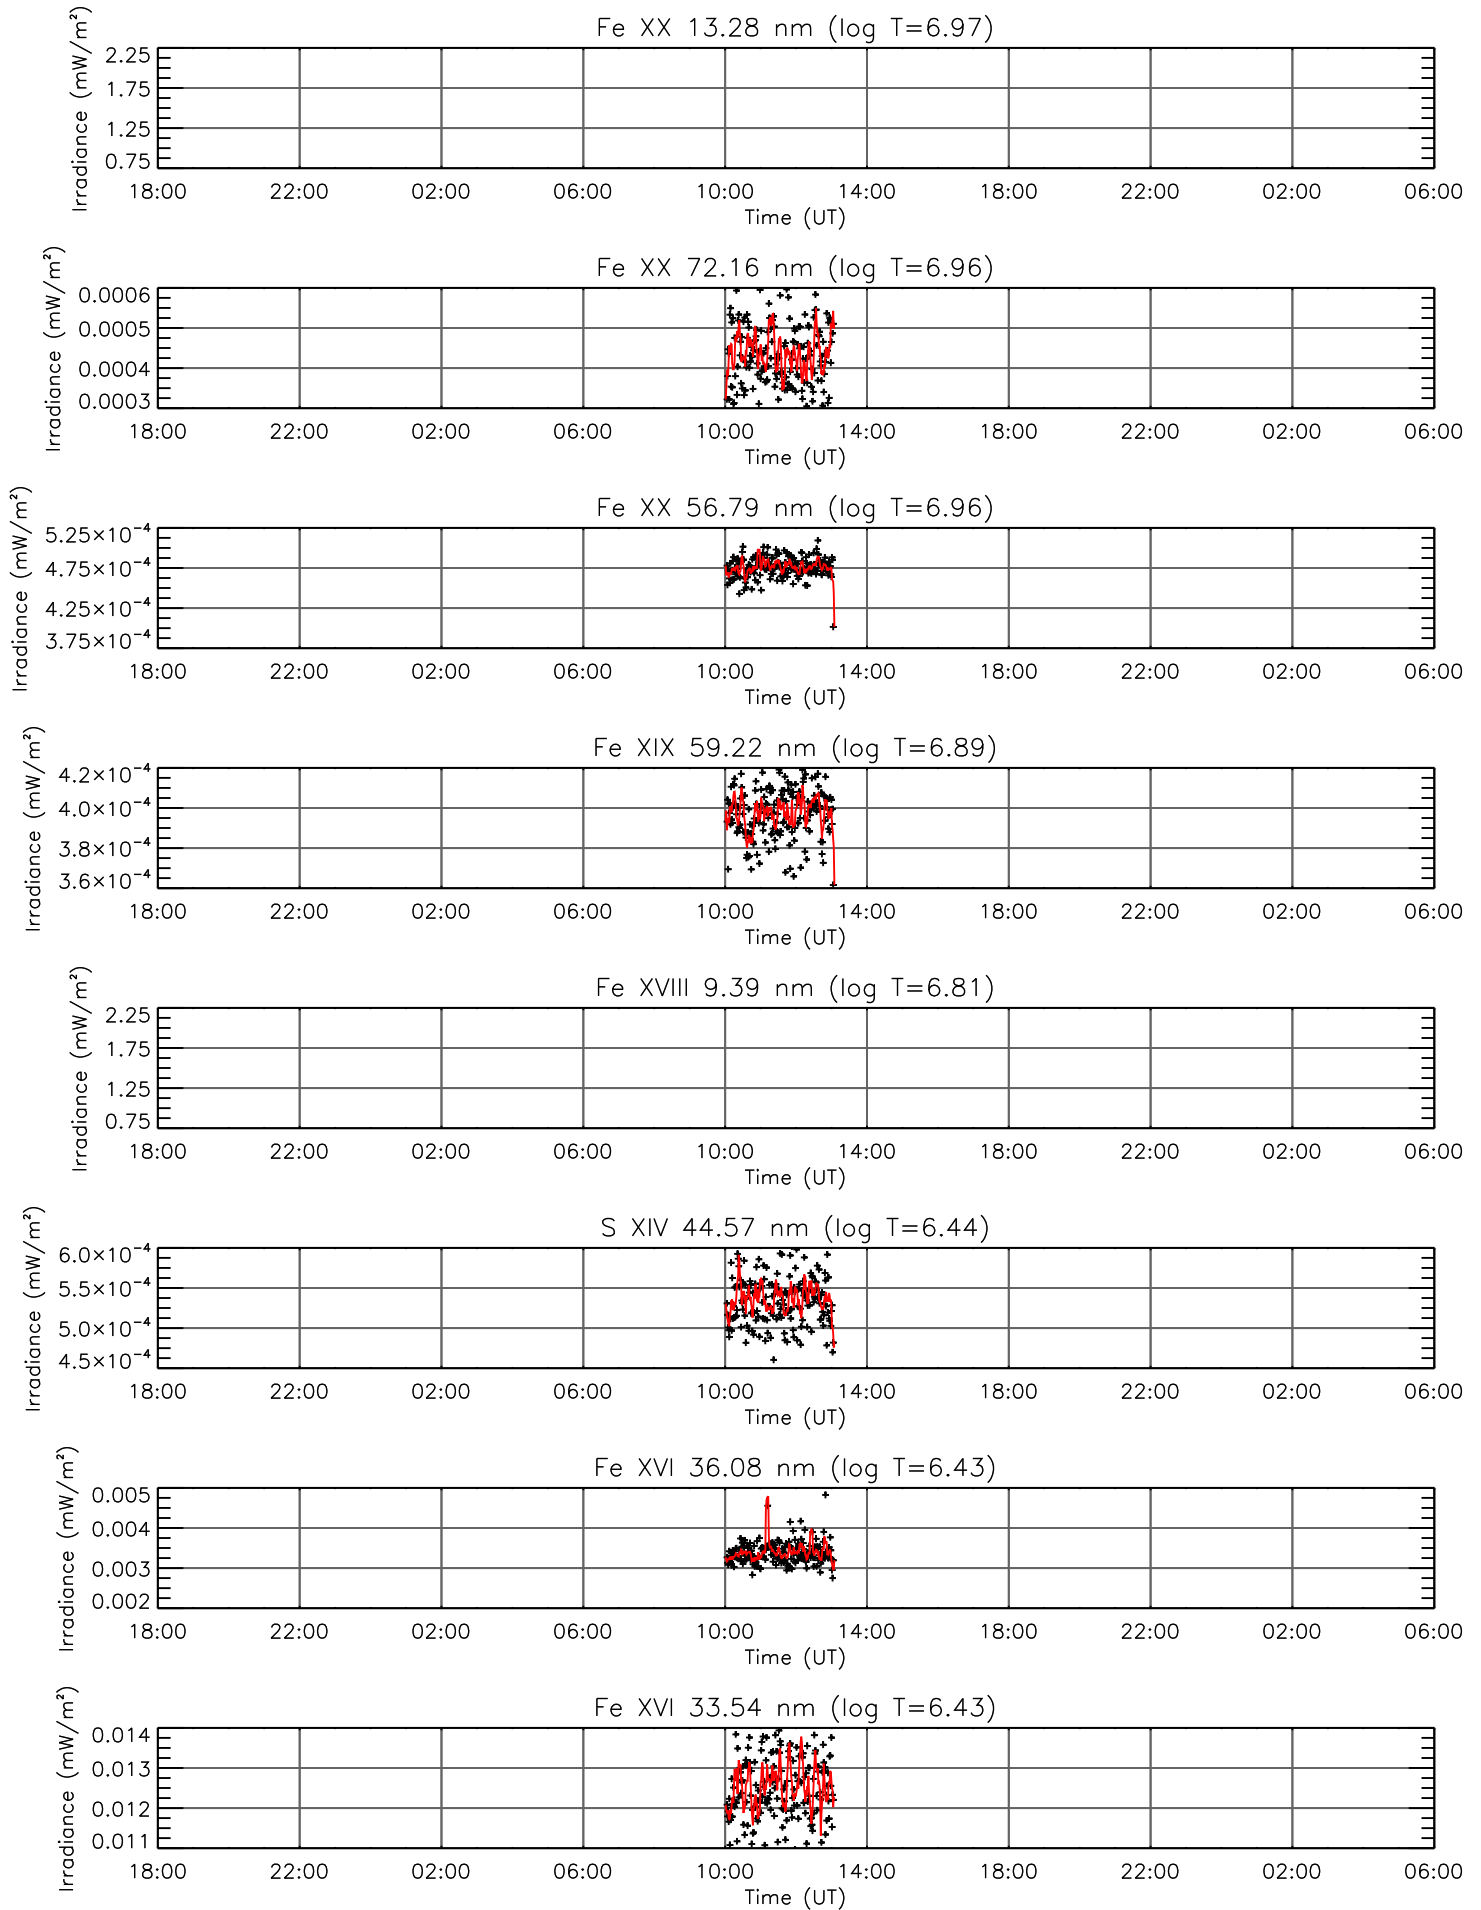 Fe XX 13.28 nm (log T=6.97)
Irradiance (mW/m²)
2.25
1.75
1.25
0.75
18:00 22:00 02:00 06:00 10:00 14:00 18:00 22:00 02:00 06:00
Time (UT)
Fe XX 72.16 nm (log T=6.96)
Irradiance (mW/m²)
0.0006
0.0005
0.0004
0.0003
18:00 22:00 02:00 06:00 10:00 14:00 18:00 22:00 02:00 06:00
Time (UT)
Fe XX 56.79 nm (log T=6.96)
Irradiance (mW/m²)
5.25×10⁻⁴
4.75×10⁻⁴
4.25×10⁻⁴
3.75×10⁻⁴
18:00 22:00 02:00 06:00 10:00 14:00 18:00 22:00 02:00 06:00
Time (UT)
Fe XIX 59.22 nm (log T=6.89)
Irradiance (mW/m²)
4.2×10⁻⁴
4.0×10⁻⁴
3.8×10⁻⁴
3.6×10⁻⁴
18:00 22:00 02:00 06:00 10:00 14:00 18:00 22:00 02:00 06:00
Time (UT)
Fe XVIII 9.39 nm (log T=6.81)
Irradiance (mW/m²)
2.25
1.75
1.25
0.75
18:00 22:00 02:00 06:00 10:00 14:00 18:00 22:00 02:00 06:00
Time (UT)
S XIV 44.57 nm (log T=6.44)
Irradiance (mW/m²)
6.0×10⁻⁴
5.5×10⁻⁴
5.0×10⁻⁴
4.5×10⁻⁴
18:00 22:00 02:00 06:00 10:00 14:00 18:00 22:00 02:00 06:00
Time (UT)
Fe XVI 36.08 nm (log T=6.43)
Irradiance (mW/m²)
0.005
0.004
0.003
0.002
18:00 22:00 02:00 06:00 10:00 14:00 18:00 22:00 02:00 06:00
Time (UT)
Fe XVI 33.54 nm (log T=6.43)
Irradiance (mW/m²)
0.014
0.013
0.012
0.011
18:00 22:00 02:00 06:00 10:00 14:00 18:00 22:00 02:00 06:00
Time (UT)